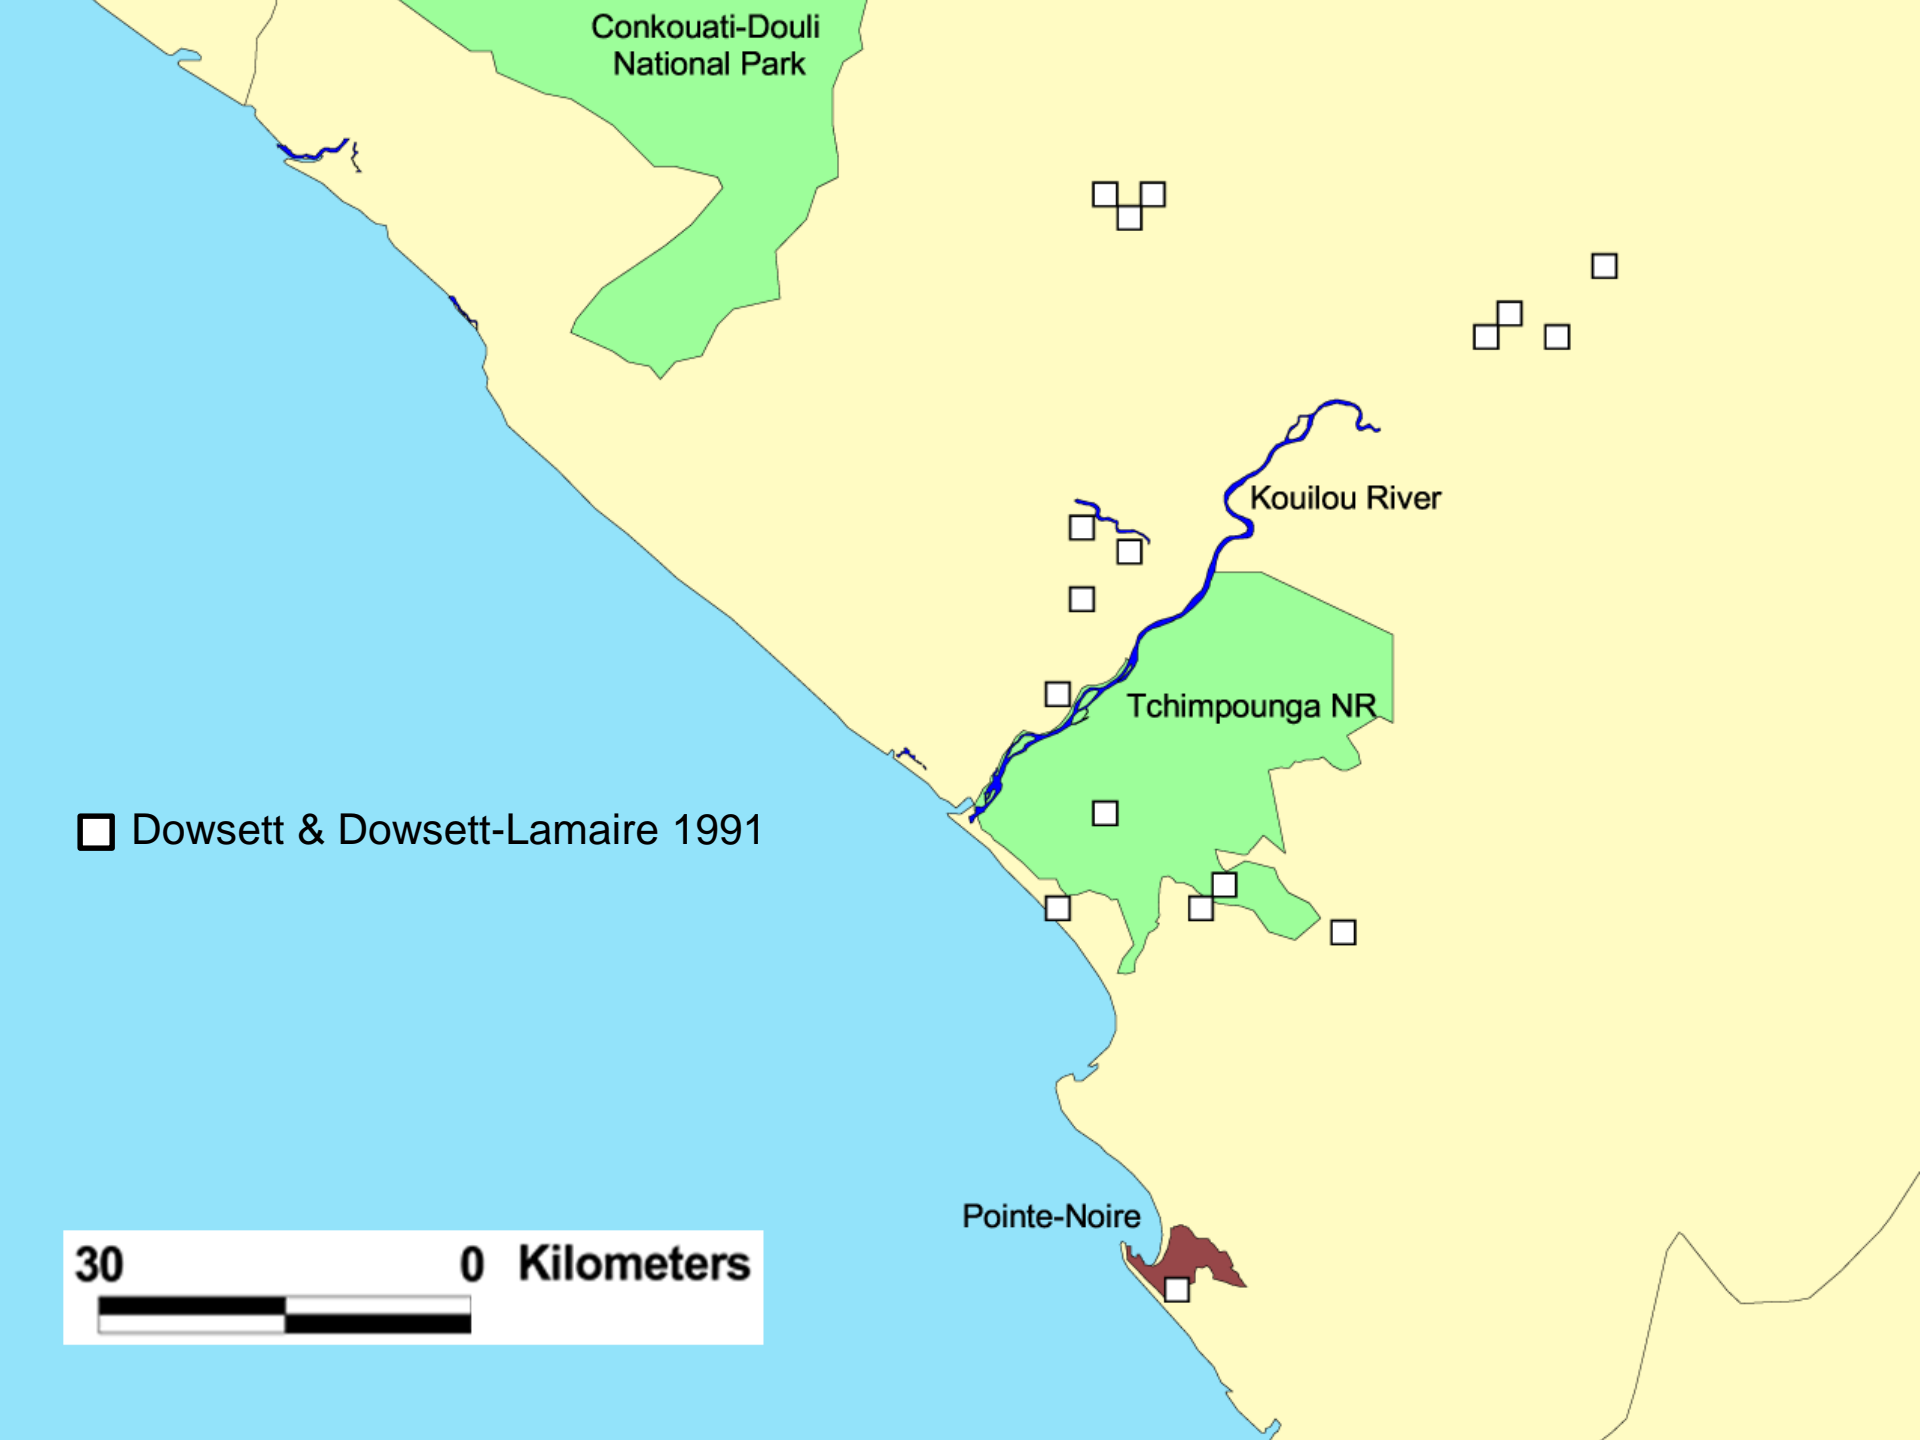 Conkouati-Douli
National Park
Kouilou River
Tchimpounga NR
Dowsett & Dowsett-Lamaire 1991
Pointe-Noire
30 0 Kilometers